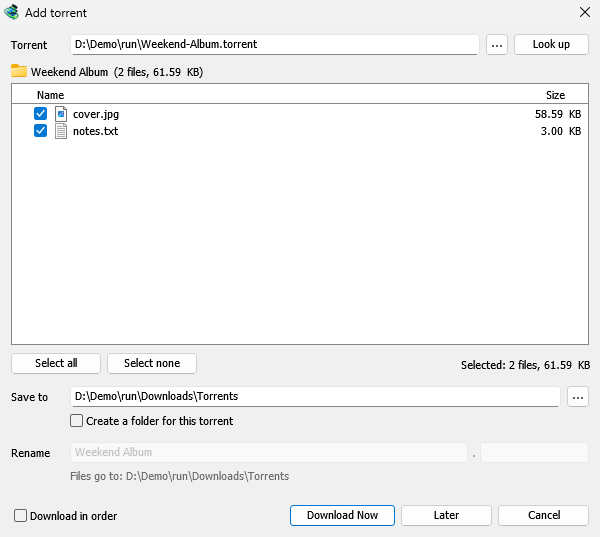 Add torrent
Torrent D:\Demo\run\Weekend-Album.torrent ... Look up
Weekend Album (2 files, 61.59 KB)
Name Size
cover.jpg 58.59 KB
notes.txt 3.00 KB
Select all Select none Selected: 2 files, 61.59 KB
Save to D:\Demo\run\Downloads\Torrents ...
Create a folder for this torrent
Rename Weekend Album .
Files go to: D:\Demo\run\Downloads\Torrents
Download in order Download Now Later Cancel